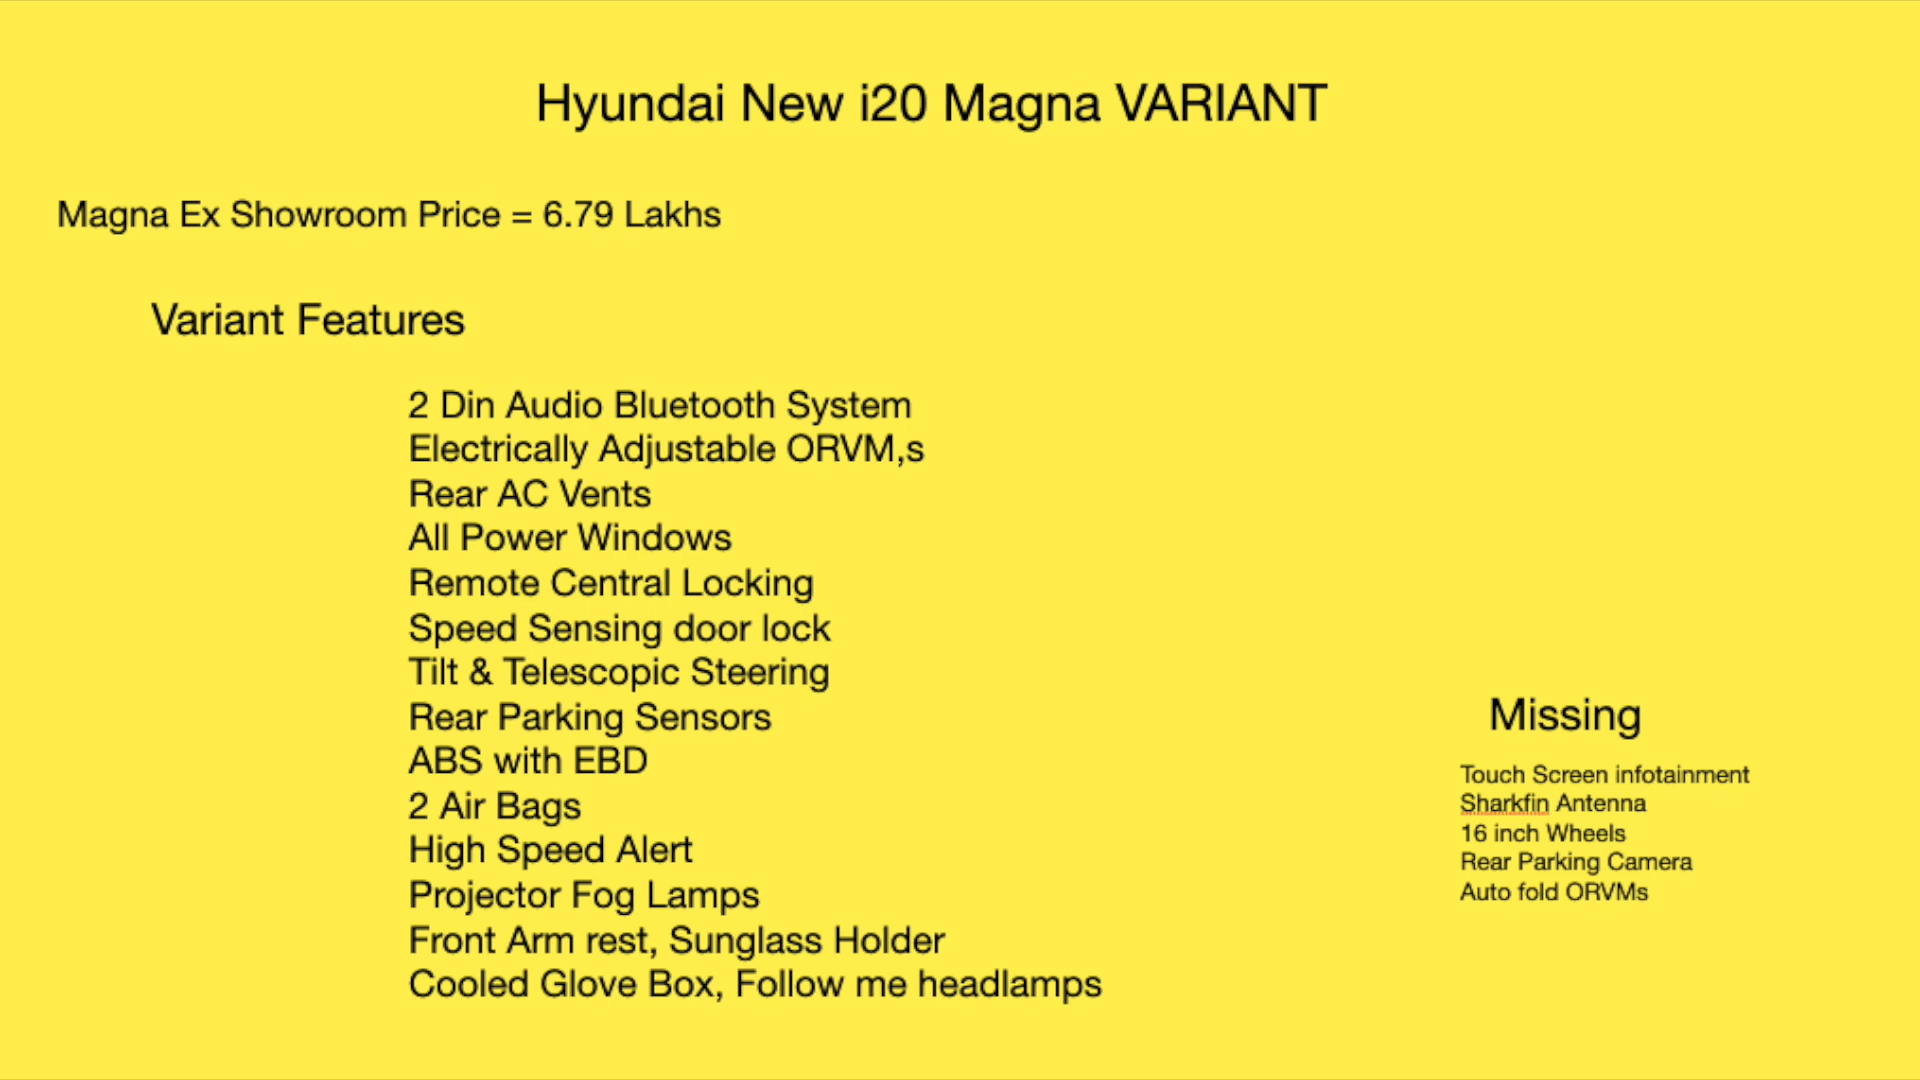 Hyundai New i20 Magna VARIANT
Magna Ex Showroom Price = 6.79 Lakhs
Variant Features
2 Din Audio Bluetooth System
Electrically Adjustable ORVM,s
Rear AC Vents
All Power Windows
Remote Central Locking
Speed Sensing door lock
Tilt & Telescopic Steering
Rear Parking Sensors
ABS with EBD
2 Air Bags
High Speed Alert
Projector Fog Lamps
Front Arm rest, Sunglass Holder
Cooled Glove Box, Follow me headlamps
Missing
Touch Screen infotainment
Sharkfin Antenna
16 inch Wheels
Rear Parking Camera
Auto fold ORVMs